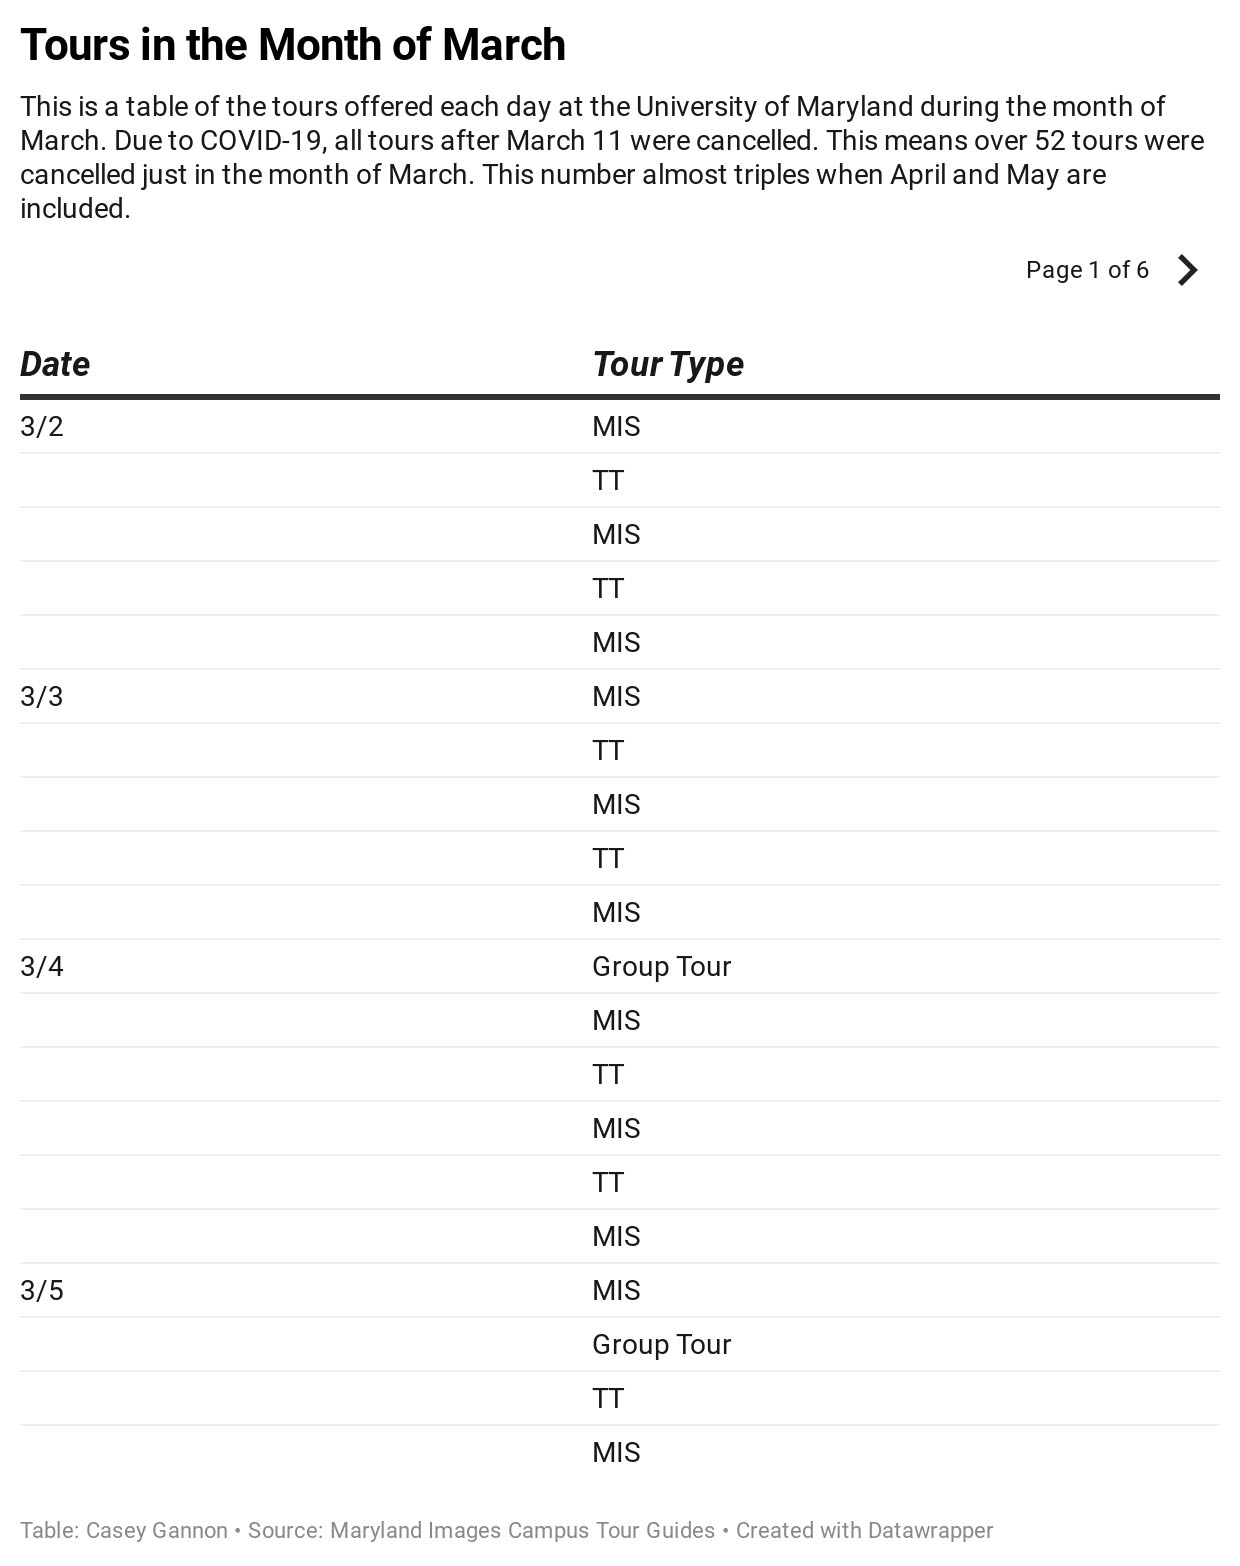 Tours in the Month of March
This is a table of the tours offered each day at the University of Maryland during the month of
March. Due to COVID-19, all tours after March 11 were cancelled. This means over 52 tours were
cancelled just in the month of March. This number almost triples when April and May are
included.
Page 1 of 6
Date Tour Type
3/2 MIS
TT
MIS
TT
MIS
3/3 MIS
TT
MIS
TT
MIS
3/4 Group Tour
MIS
TT
MIS
TT
MIS
3/5 MIS
Group Tour
TT
MIS
Table: Casey Gannon • Source: Maryland Images Campus Tour Guides • Created with Datawrapper